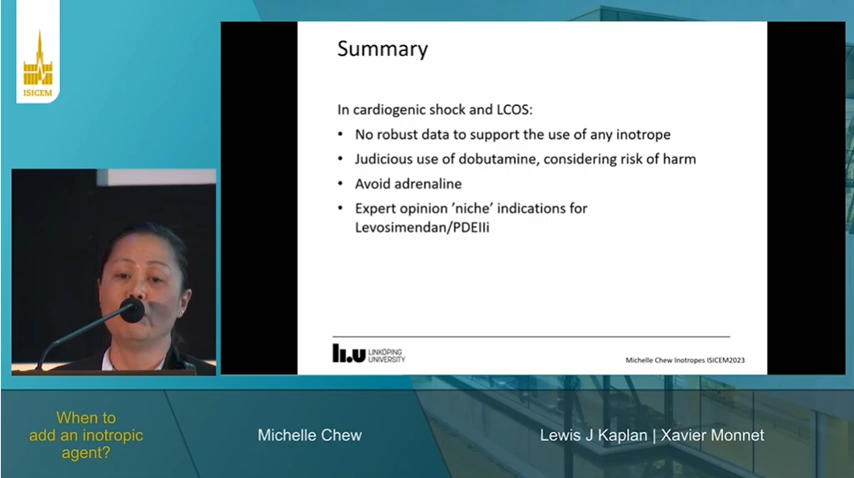 ISICEM
Summary
In cardiogenic shock and LCOS:
• No robust data to support the use of any inotrope
• Judicious use of dobutamine, considering risk of harm
• Avoid adrenaline
• Expert opinion ’niche’ indications for
Levosimendan/PDEIIIi
li.u LINKÖPING
UNIVERSITY
Michelle Chew Inotropes ISICEM2023
When to
add an inotropic
agent?
Michelle Chew
Lewis J Kaplan | Xavier Monnet